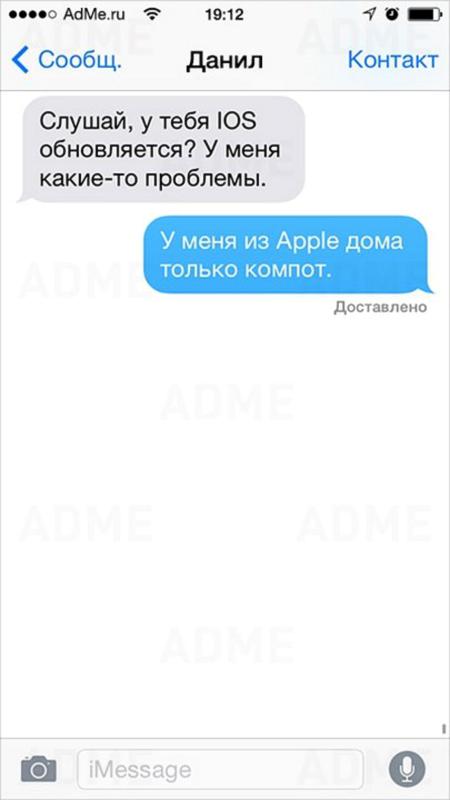 AdMe.ru 19:12
Сообщ. Данил Контакт
Слушай, у тебя IOS
обновляется? У меня
какие-то проблемы.
У меня из Apple дома
только компот.
Доставлено
ADME
ADME
ADME
ADME
ADME
iMessage